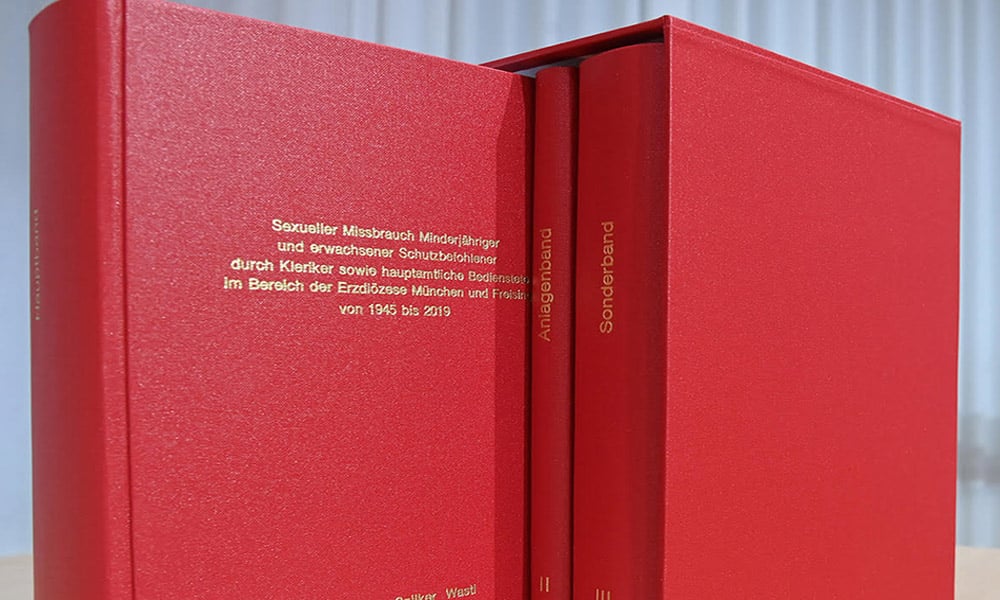 Hauptband
Sexueller Missbrauch Minderjähriger
und erwachsener Schutzbefohlener
durch Kleriker sowie hauptamtliche
im Bereich der Erzdiözese München und
von 1945 bis 2019
Wastl
Anlagenband
II
Sonderband
III